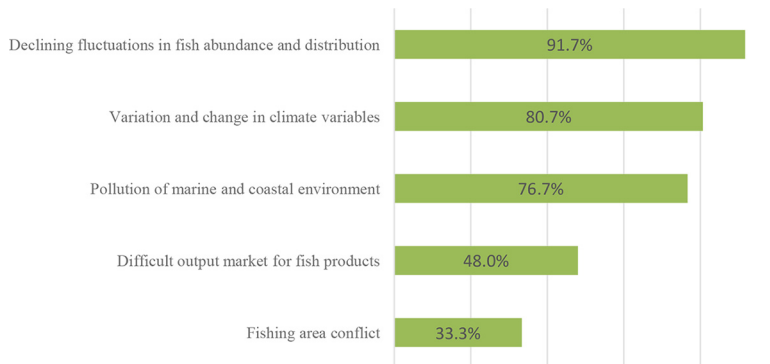 Declining fluctuations in fish abundance and distribution
91.7%
Variation and change in climate variables
80.7%
Pollution of marine and coastal environment
76.7%
Difficult output market for fish products
48.0%
Fishing area conflict
33.3%